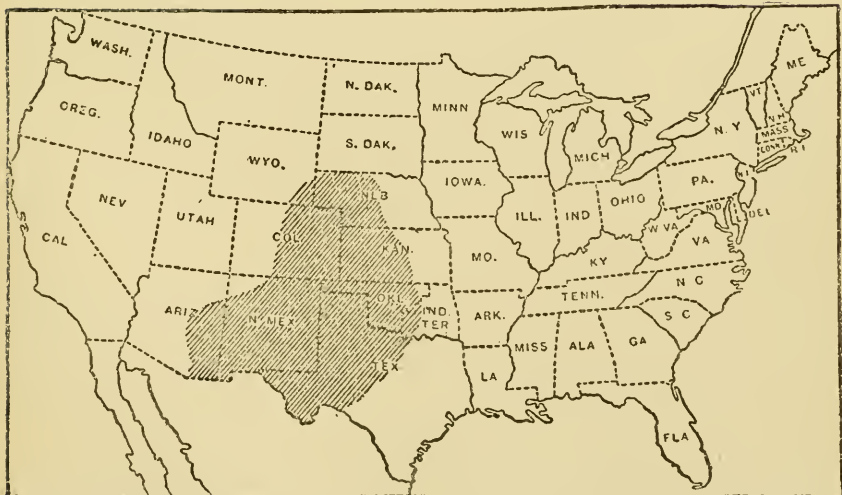 WASH.
MONT.
N. DAK.
MINN
ME
OREG.
IDAHO
WYO.
S. DAK.
WIS
MICH
N. Y
VT
N H
MASS
CONN
R I
NEV
UTAH
COL.
NEB
IOWA.
ILL.
IND
OHIO
PA.
N J
MD
DEL
CAL
KAN.
MO.
KY
W VA
VA
ARIZ
N. MEX.
OKL.
IND.
TER
ARK.
TENN.
N C
S C
TEX
LA
MISS
ALA
GA
FLA